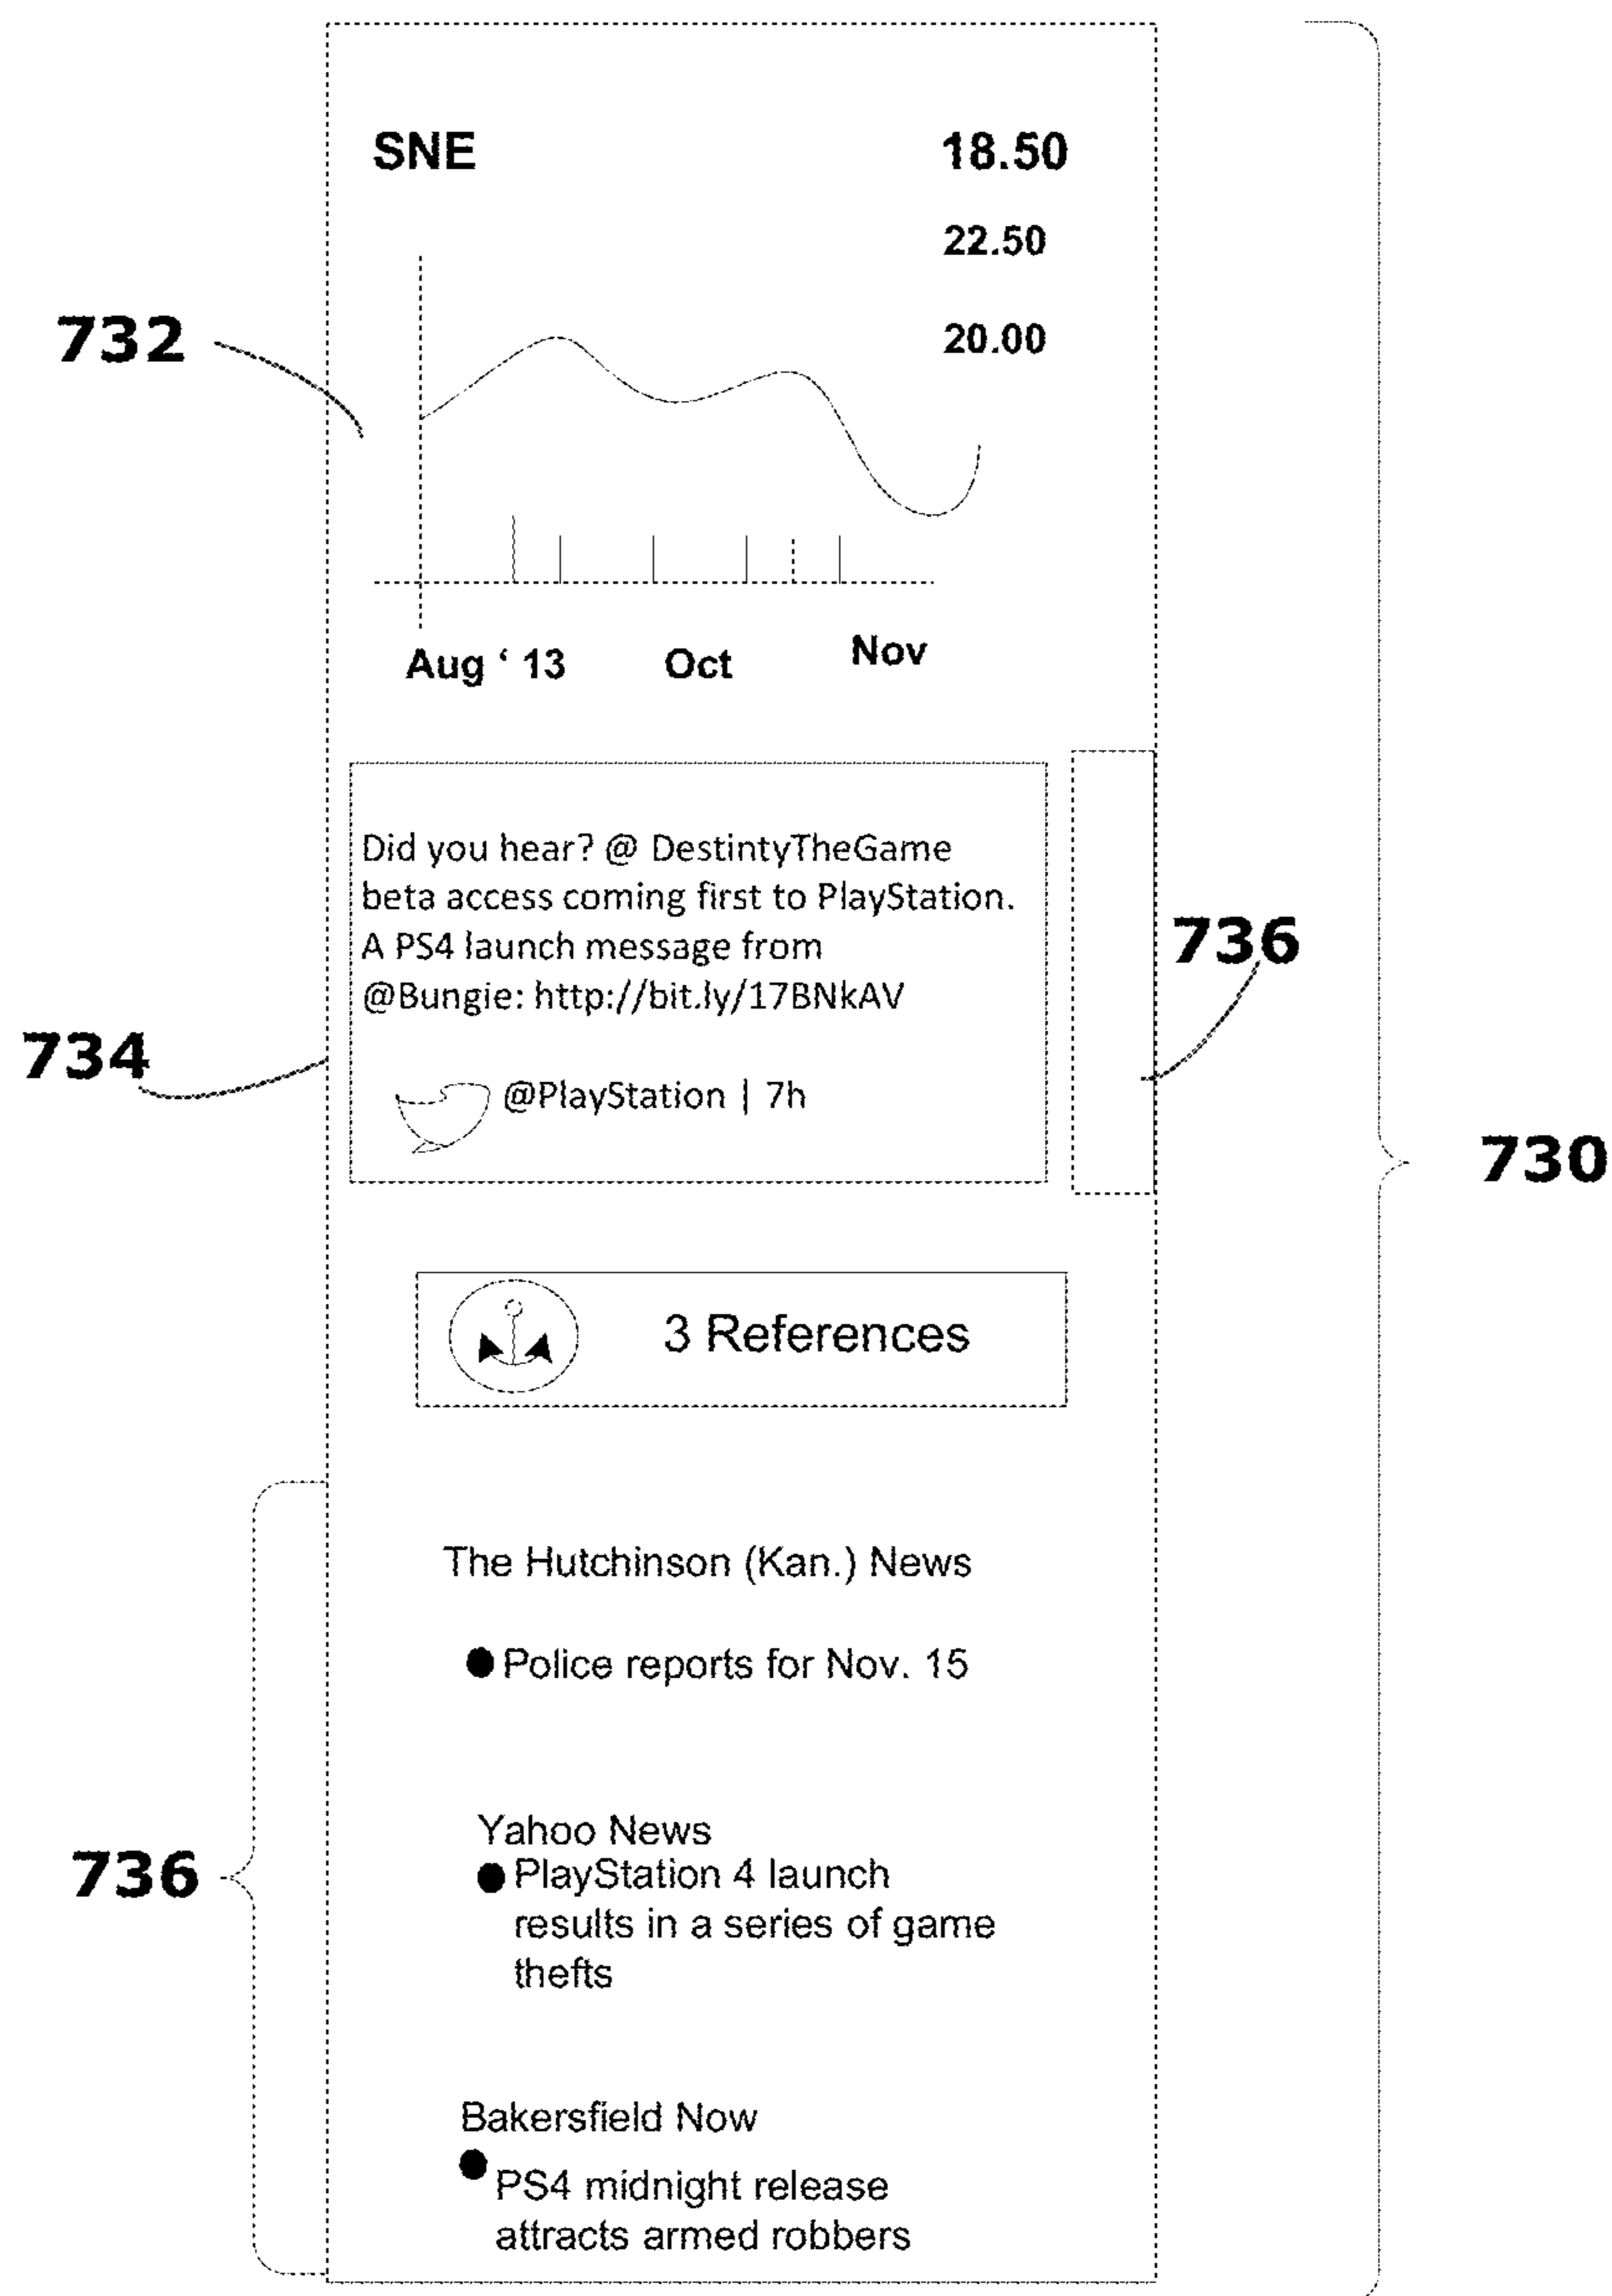 SNE 18.50
22.50
732
20.00
Aug ‘ 13 Oct Nov
Did you hear? @ DestintyTheGame
beta access coming first to PlayStation.
A PS4 launch message from
@Bungie: http://bit.ly/17BNkAV
736
734
@PlayStation | 7h
730
3 References
The Hutchinson (Kan.) News
● Police reports for Nov. 15
Yahoo News
● PlayStation 4 launch
results in a series of game
thefts
736
Bakersfield Now
● PS4 midnight release
attracts armed robbers